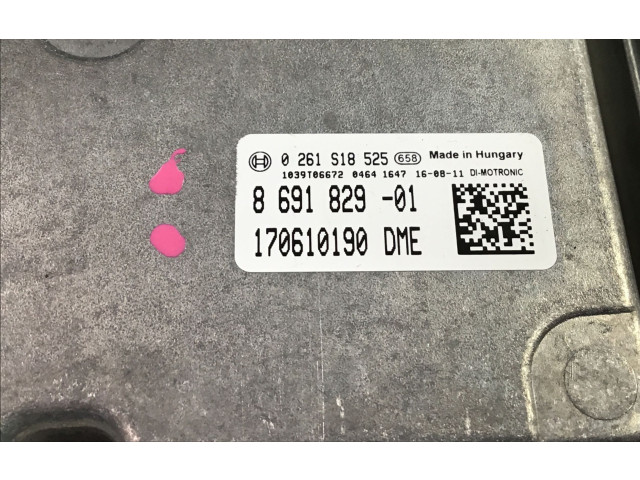 0 261 S18 525 658 Made in Hungary
1039T06672 0464 1647 16-08-11 DI-MOTRONIC
8 691 829 -01
170610190 DME